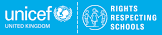 unicef
UNITED KINGDOM
RIGHTS
RESPECTING
SCHOOLS